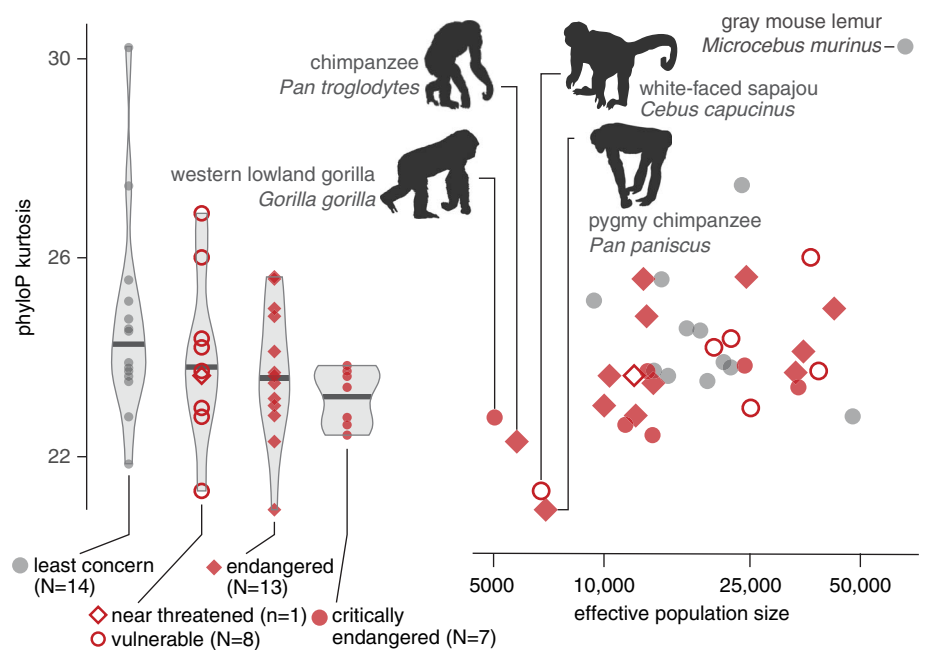 30
26
22
phyloP kurtosis
chimpanzee
Pan troglodytes
western lowland gorilla
Gorilla gorilla
gray mouse lemur
Microcebus murinus
white-faced sapajou
Cebus capucinus
pygmy chimpanzee
Pan paniscus
5000 10,000 25,000 50,000
effective population size
least concern
(N=14)
endangered
(N=13)
near threatened (n=1)
vulnerable (N=8)
critically
endangered (N=7)